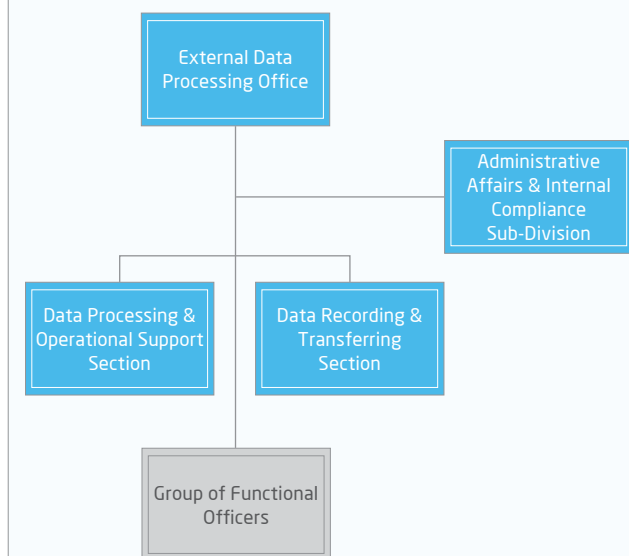 External Data
Processing Office
Administrative
Affairs & Internal
Compliance
Sub-Division
Data Processing &
Operational Support
Section
Data Recording &
Transferring
Section
Group of Functional
Officers